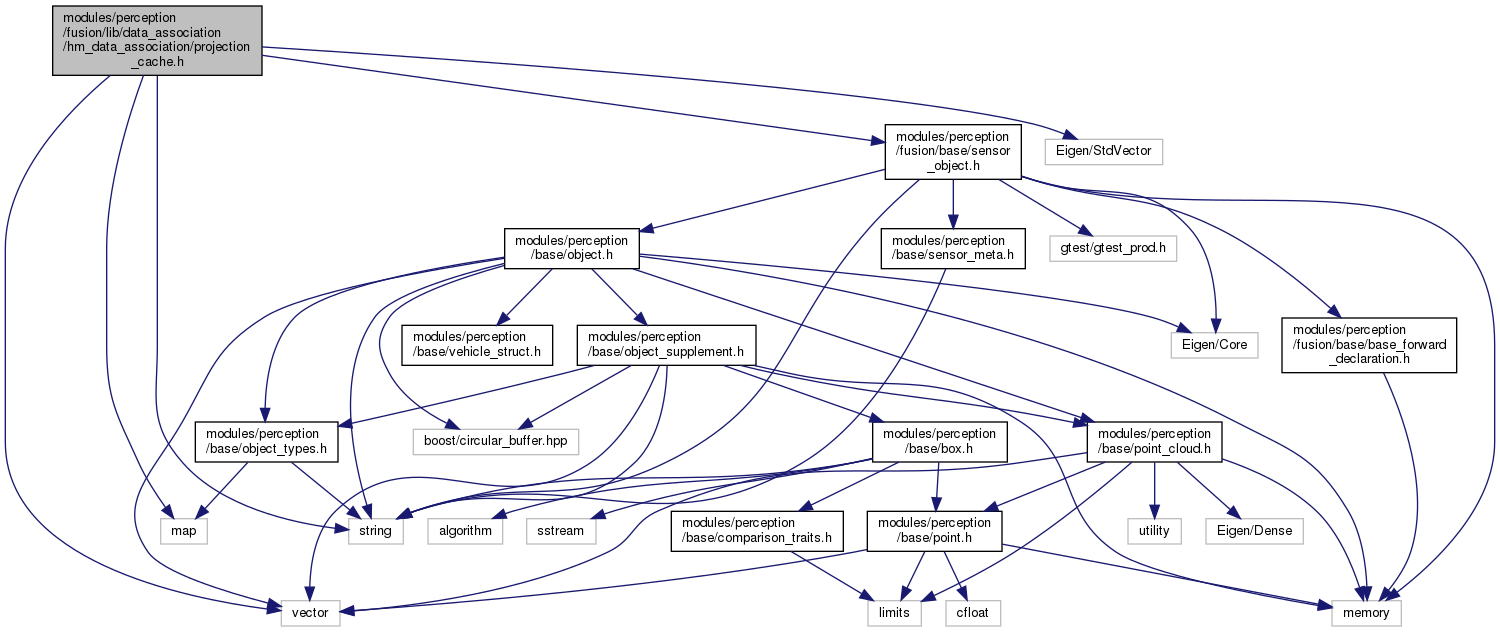 modules/perception
/fusion/lib/data_association
/hm_data_association/projection
_cache.h
modules/perception
/fusion/base/sensor
_object.h
Eigen/StdVector
modules/perception
/base/object.h
modules/perception
/base/sensor_meta.h
gtest/gtest_prod.h
modules/perception
/base/vehicle_struct.h
modules/perception
/base/object_supplement.h
Eigen/Core
modules/perception
/fusion/base/base_forward
_declaration.h
modules/perception
/base/object_types.h
boost/circular_buffer.hpp
modules/perception
/base/box.h
modules/perception
/base/point_cloud.h
map
string
algorithm
sstream
modules/perception
/base/comparison_traits.h
modules/perception
/base/point.h
utility
Eigen/Dense
vector
limits
cfloat
memory